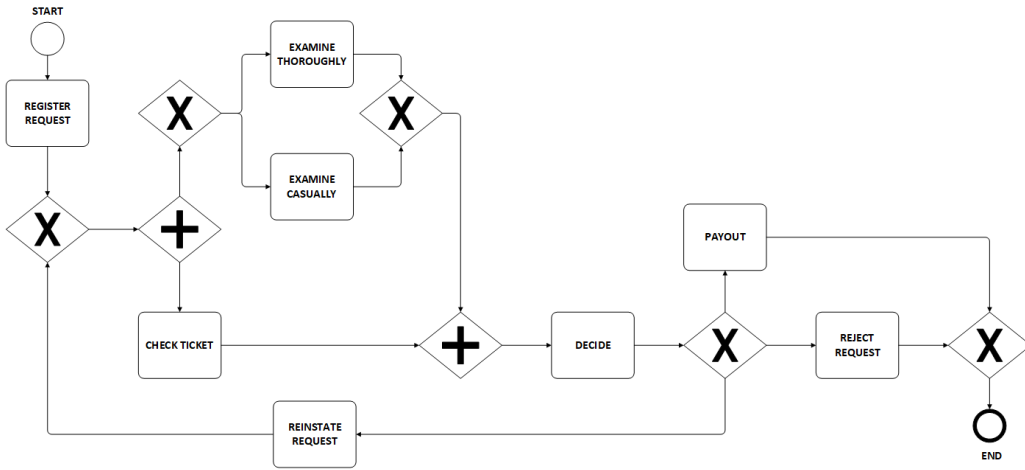 START
REGISTER
REQUEST
X
EXAMINE
THOROUGHLY
X
EXAMINE
CASUALLY
X
+
CHECK TICKET
+
DECIDE
PAYOUT
X
REJECT
REQUEST
X
REINSTATE
REQUEST
END